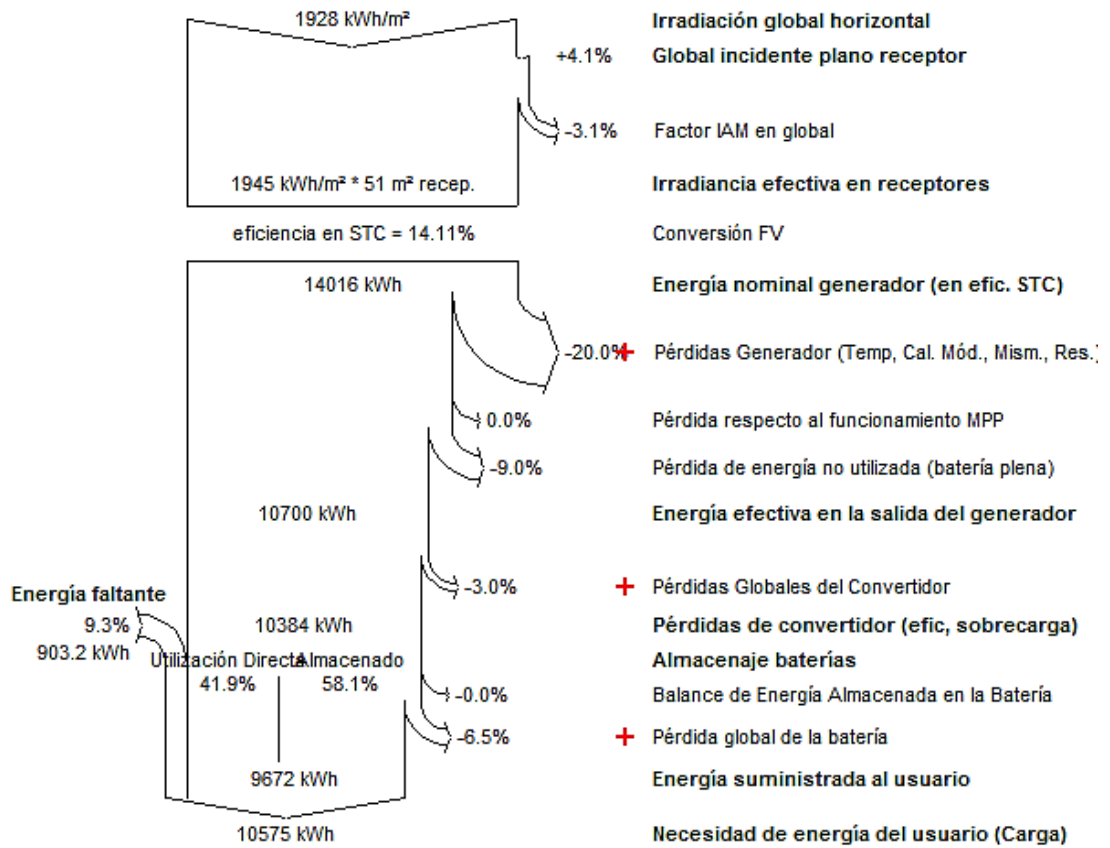 1928 kWh/m² Irradiación global horizontal
+4.1% Global incidente plano receptor
-3.1% Factor IAM en global
1945 kWh/m² * 51 m² recep. Irradiancia efectiva en receptores
eficiencia en STC = 14.11% Conversión FV
14016 kWh Energía nominal generador (en efic. STC)
-20.0% + Pérdidas Generador (Temp, Cal. Mód., Mism., Res.)
0.0% Pérdida respecto al funcionamiento MPP
-9.0% Pérdida de energía no utilizada (batería plena)
10700 kWh Energía efectiva en la salida del generador
-3.0% + Pérdidas Globales del Convertidor
Energía faltante
9.3% 10384 kWh Pérdidas de convertidor (efic, sobrecarga)
903.2 kWh Utilización Directa Almacenado Almacenaje baterías
41.9% 58.1% -0.0% Balance de Energía Almacenada en la Batería
-6.5% + Pérdida global de la batería
9672 kWh Energía suministrada al usuario
10575 kWh Necesidad de energía del usuario (Carga)